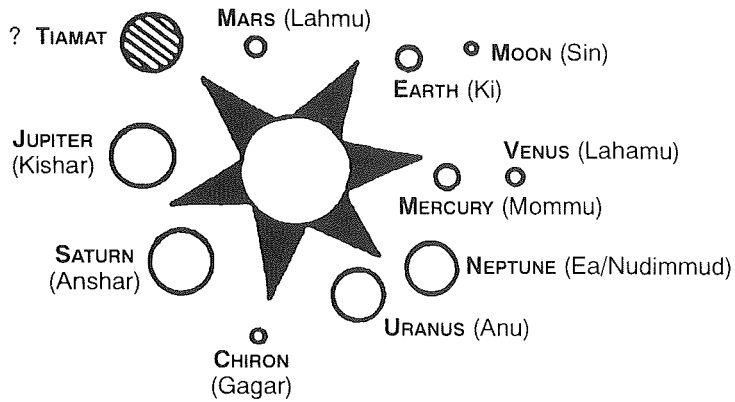 ? TIAMAT
MARS (Lahmu)
MOON (Sin)
EARTH (Ki)
JUPITER
(Kishar)
VENUS (Lahamu)
MERCURY (Mommu)
SATURN
(Anshar)
NEPTUNE (Ea/Nudimmud)
URANUS (Anu)
CHIRON
(Gagar)